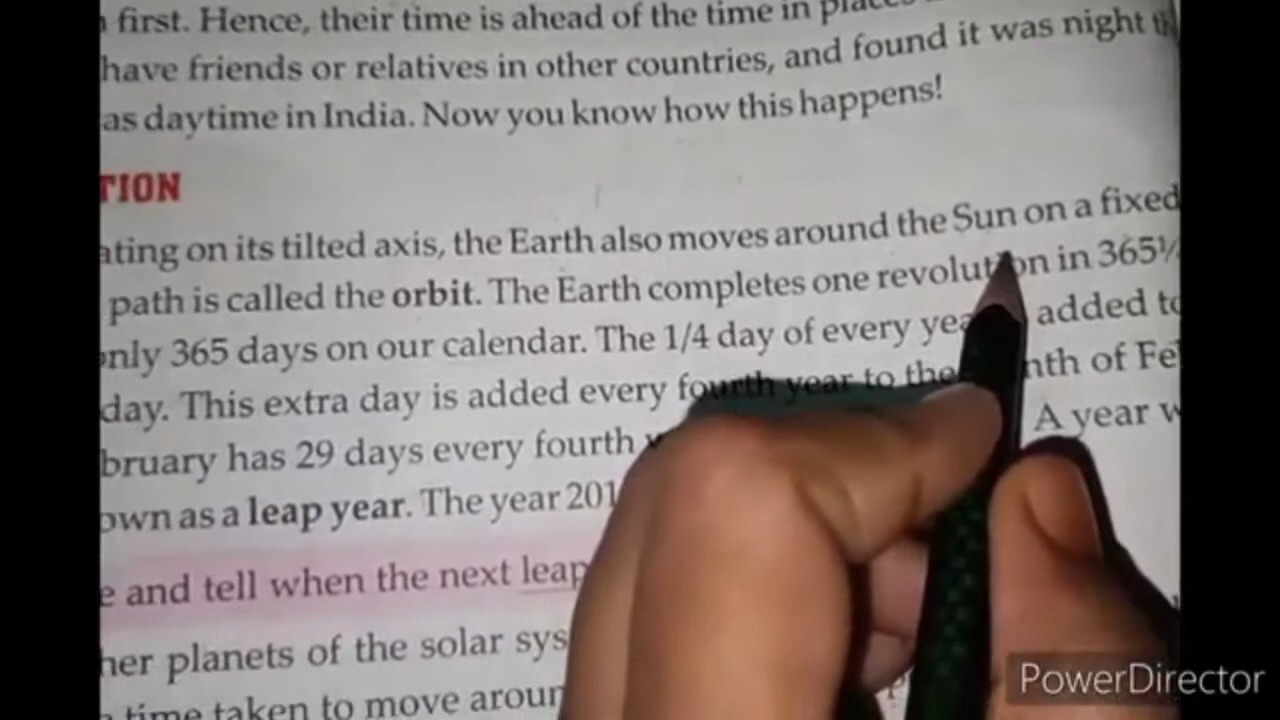 first. Hence, their time is ahead of the time in places
have friends or relatives in other countries, and found it was night
as daytime in India. Now you know how this happens!
TION
ating on its tilted axis, the Earth also moves around the Sun on a fixed
path is called the orbit. The Earth completes one revolution in 365¼
only 365 days on our calendar. The 1/4 day of every year added to
day. This extra day is added every fourth year to the nth of Fe
bruary has 29 days every fourth A year w
own as a leap year. The year 201
e and tell when the next leap
her planets of the solar sys
time taken to move aroun
PowerDirector